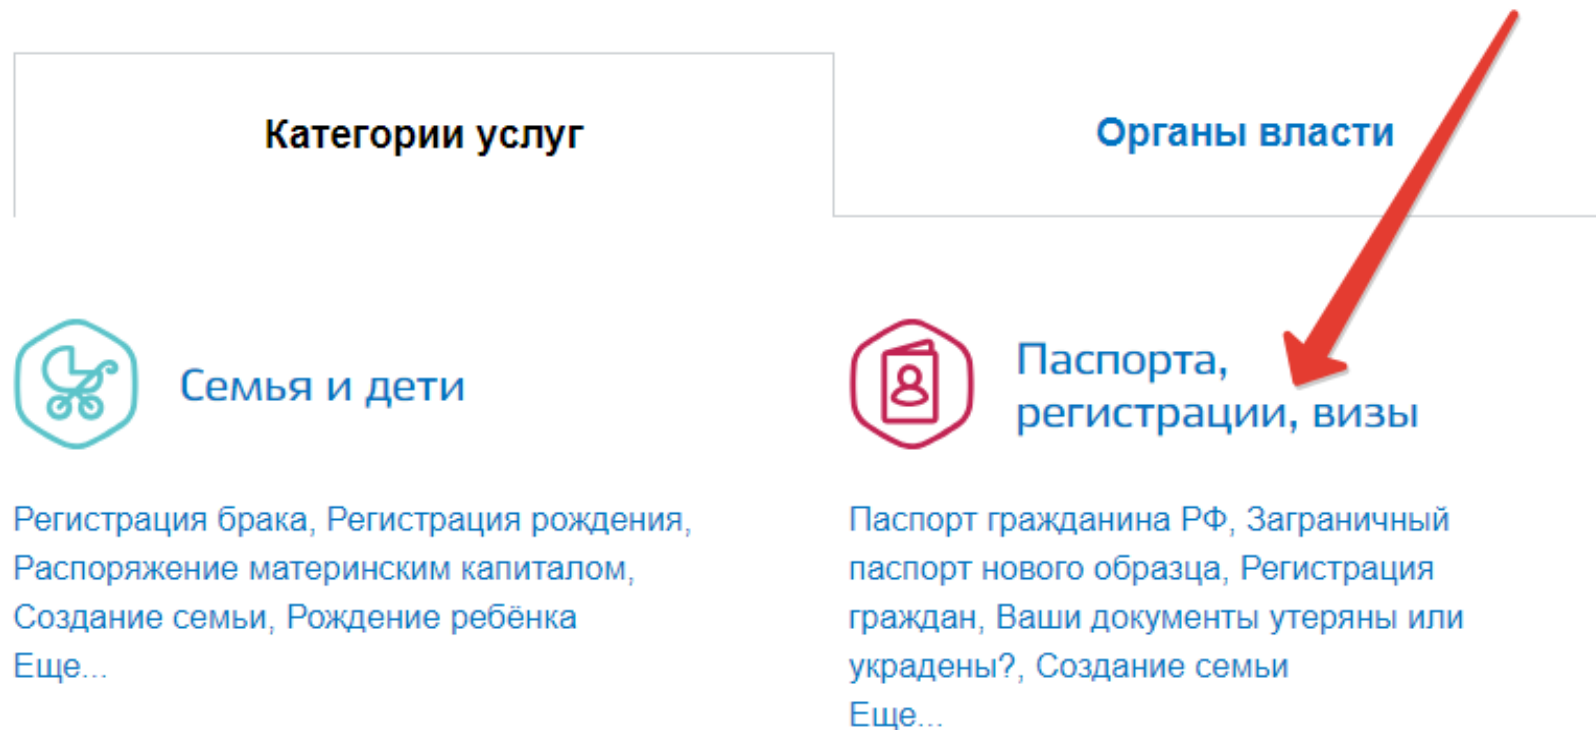 Категории услуг
Органы власти
Семья и дети
Паспорта,
регистрации, визы
Регистрация брака, Регистрация рождения,
Распоряжение материнским капиталом,
Создание семьи, Рождение ребёнка
Еще...
Паспорт гражданина РФ, Заграничный
паспорт нового образца, Регистрация
граждан, Ваши документы утеряны или
украдены?, Создание семьи
Еще...